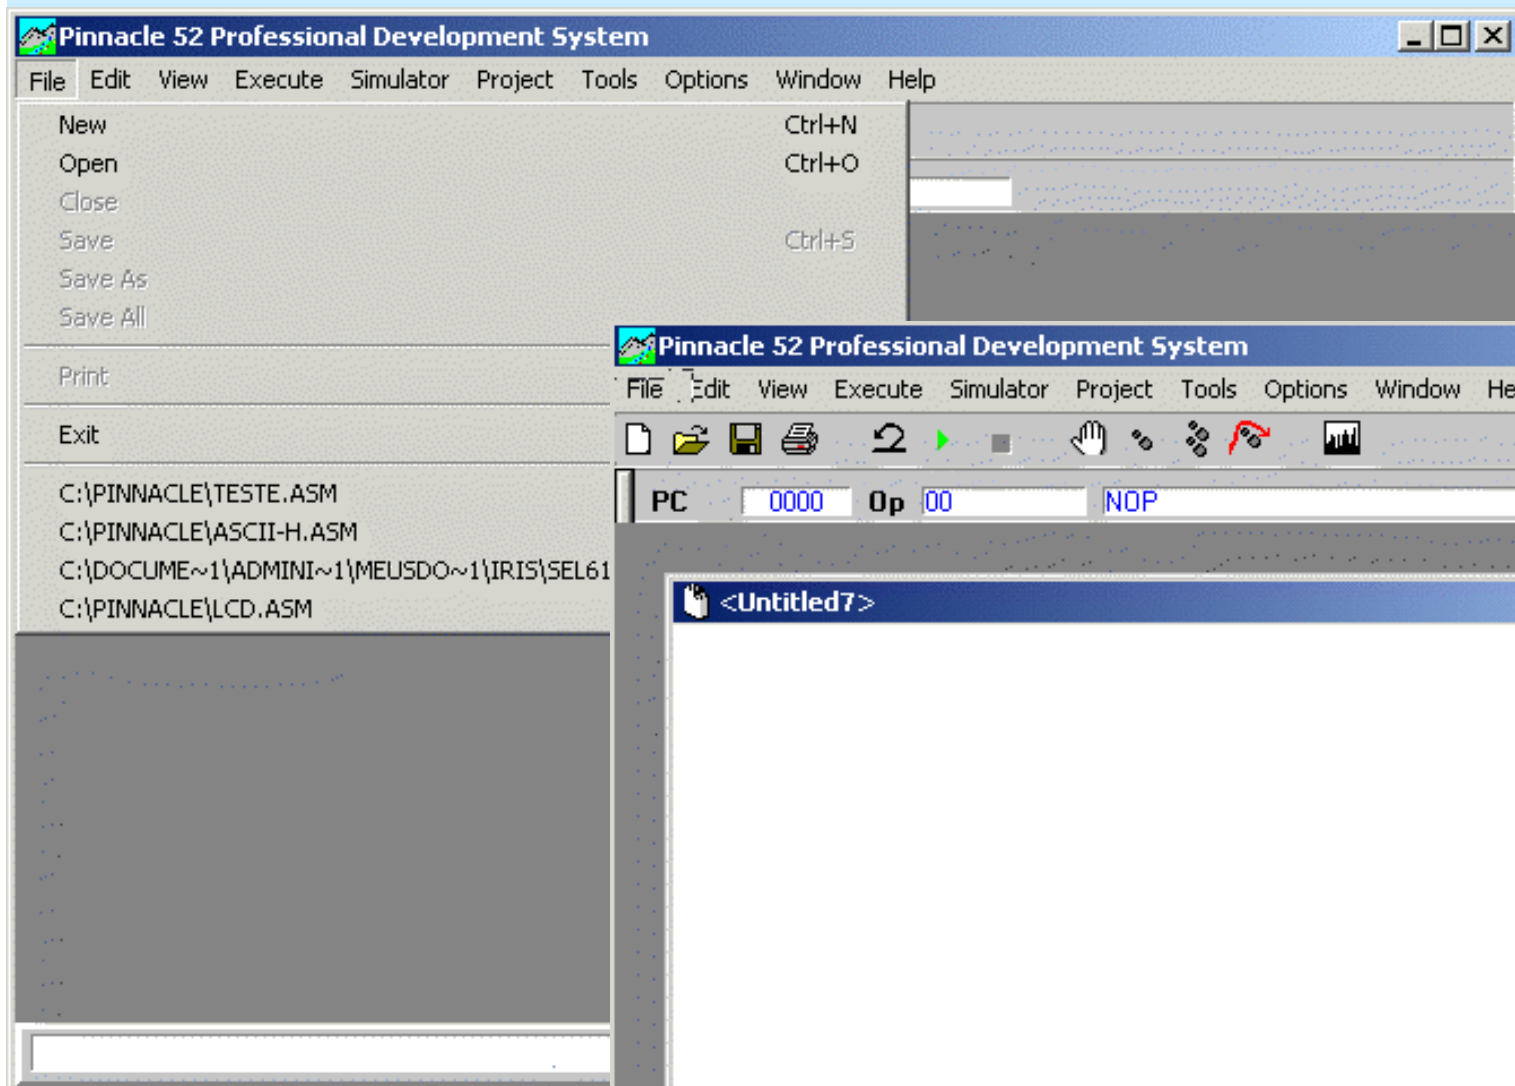 Pinnacle 52 Professional Development System
File Edit View Execute Simulator Project Tools Options Window Help
New Ctrl+N
Open Ctrl+O
Close
Save Ctrl+S
Save As
Save All
Print
Exit
C:\PINNACLE\TESTE.ASM
C:\PINNACLE\ASCII-H.ASM
C:\DOCUME~1\ADMINI~1\MEUSDO~1\IRIS\SEL61
C:\PINNACLE\LCD.ASM
Pinnacle 52 Professional Development System
File Edit View Execute Simulator Project Tools Options Window He
PC 0000 Op 00 NOP
<Untitled7>